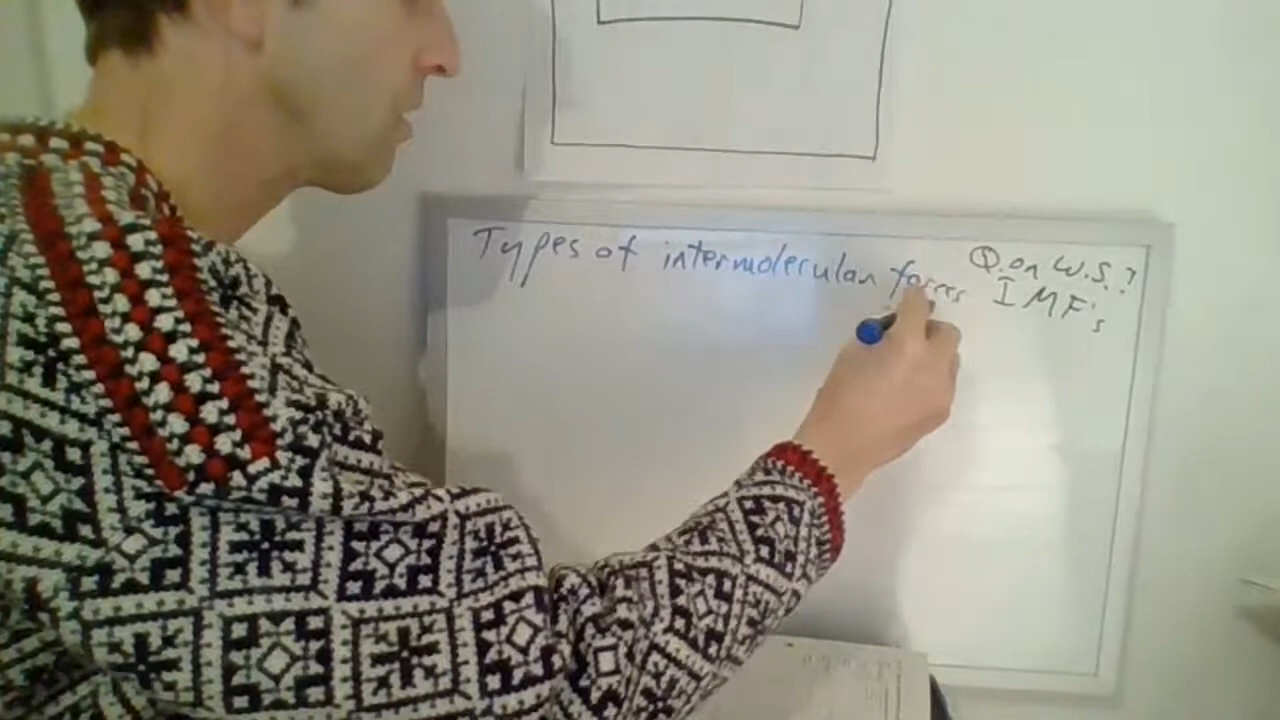 Types of intermolecular forces
Q. on W.S.?
IMF's